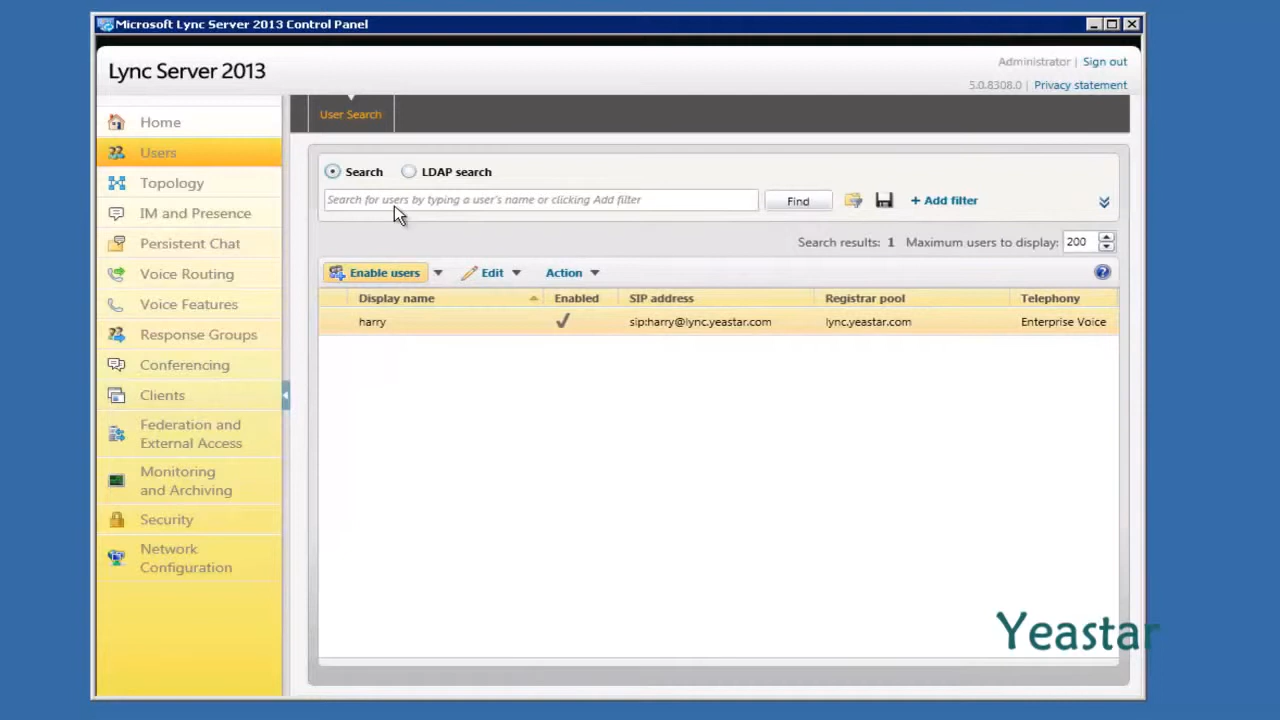 Microsoft Lync Server 2013 Control Panel
Lync Server 2013
Administrator | Sign out
5.0.8308.0 | Privacy statement
Home
Users
Topology
IM and Presence
Persistent Chat
Voice Routing
Voice Features
Response Groups
Conferencing
Clients
Federation and
External Access
Monitoring
and Archiving
Security
Network
Configuration
User Search
Search LDAP search
Search for users by typing a user's name or clicking Add filter Find + Add filter
Search results: 1 Maximum users to display: 200
Enable users Edit Action
Display name Enabled SIP address Registrar pool Telephony
harry sip:harry@lync.yeastar.com lync.yeastar.com Enterprise Voice
Yeastar